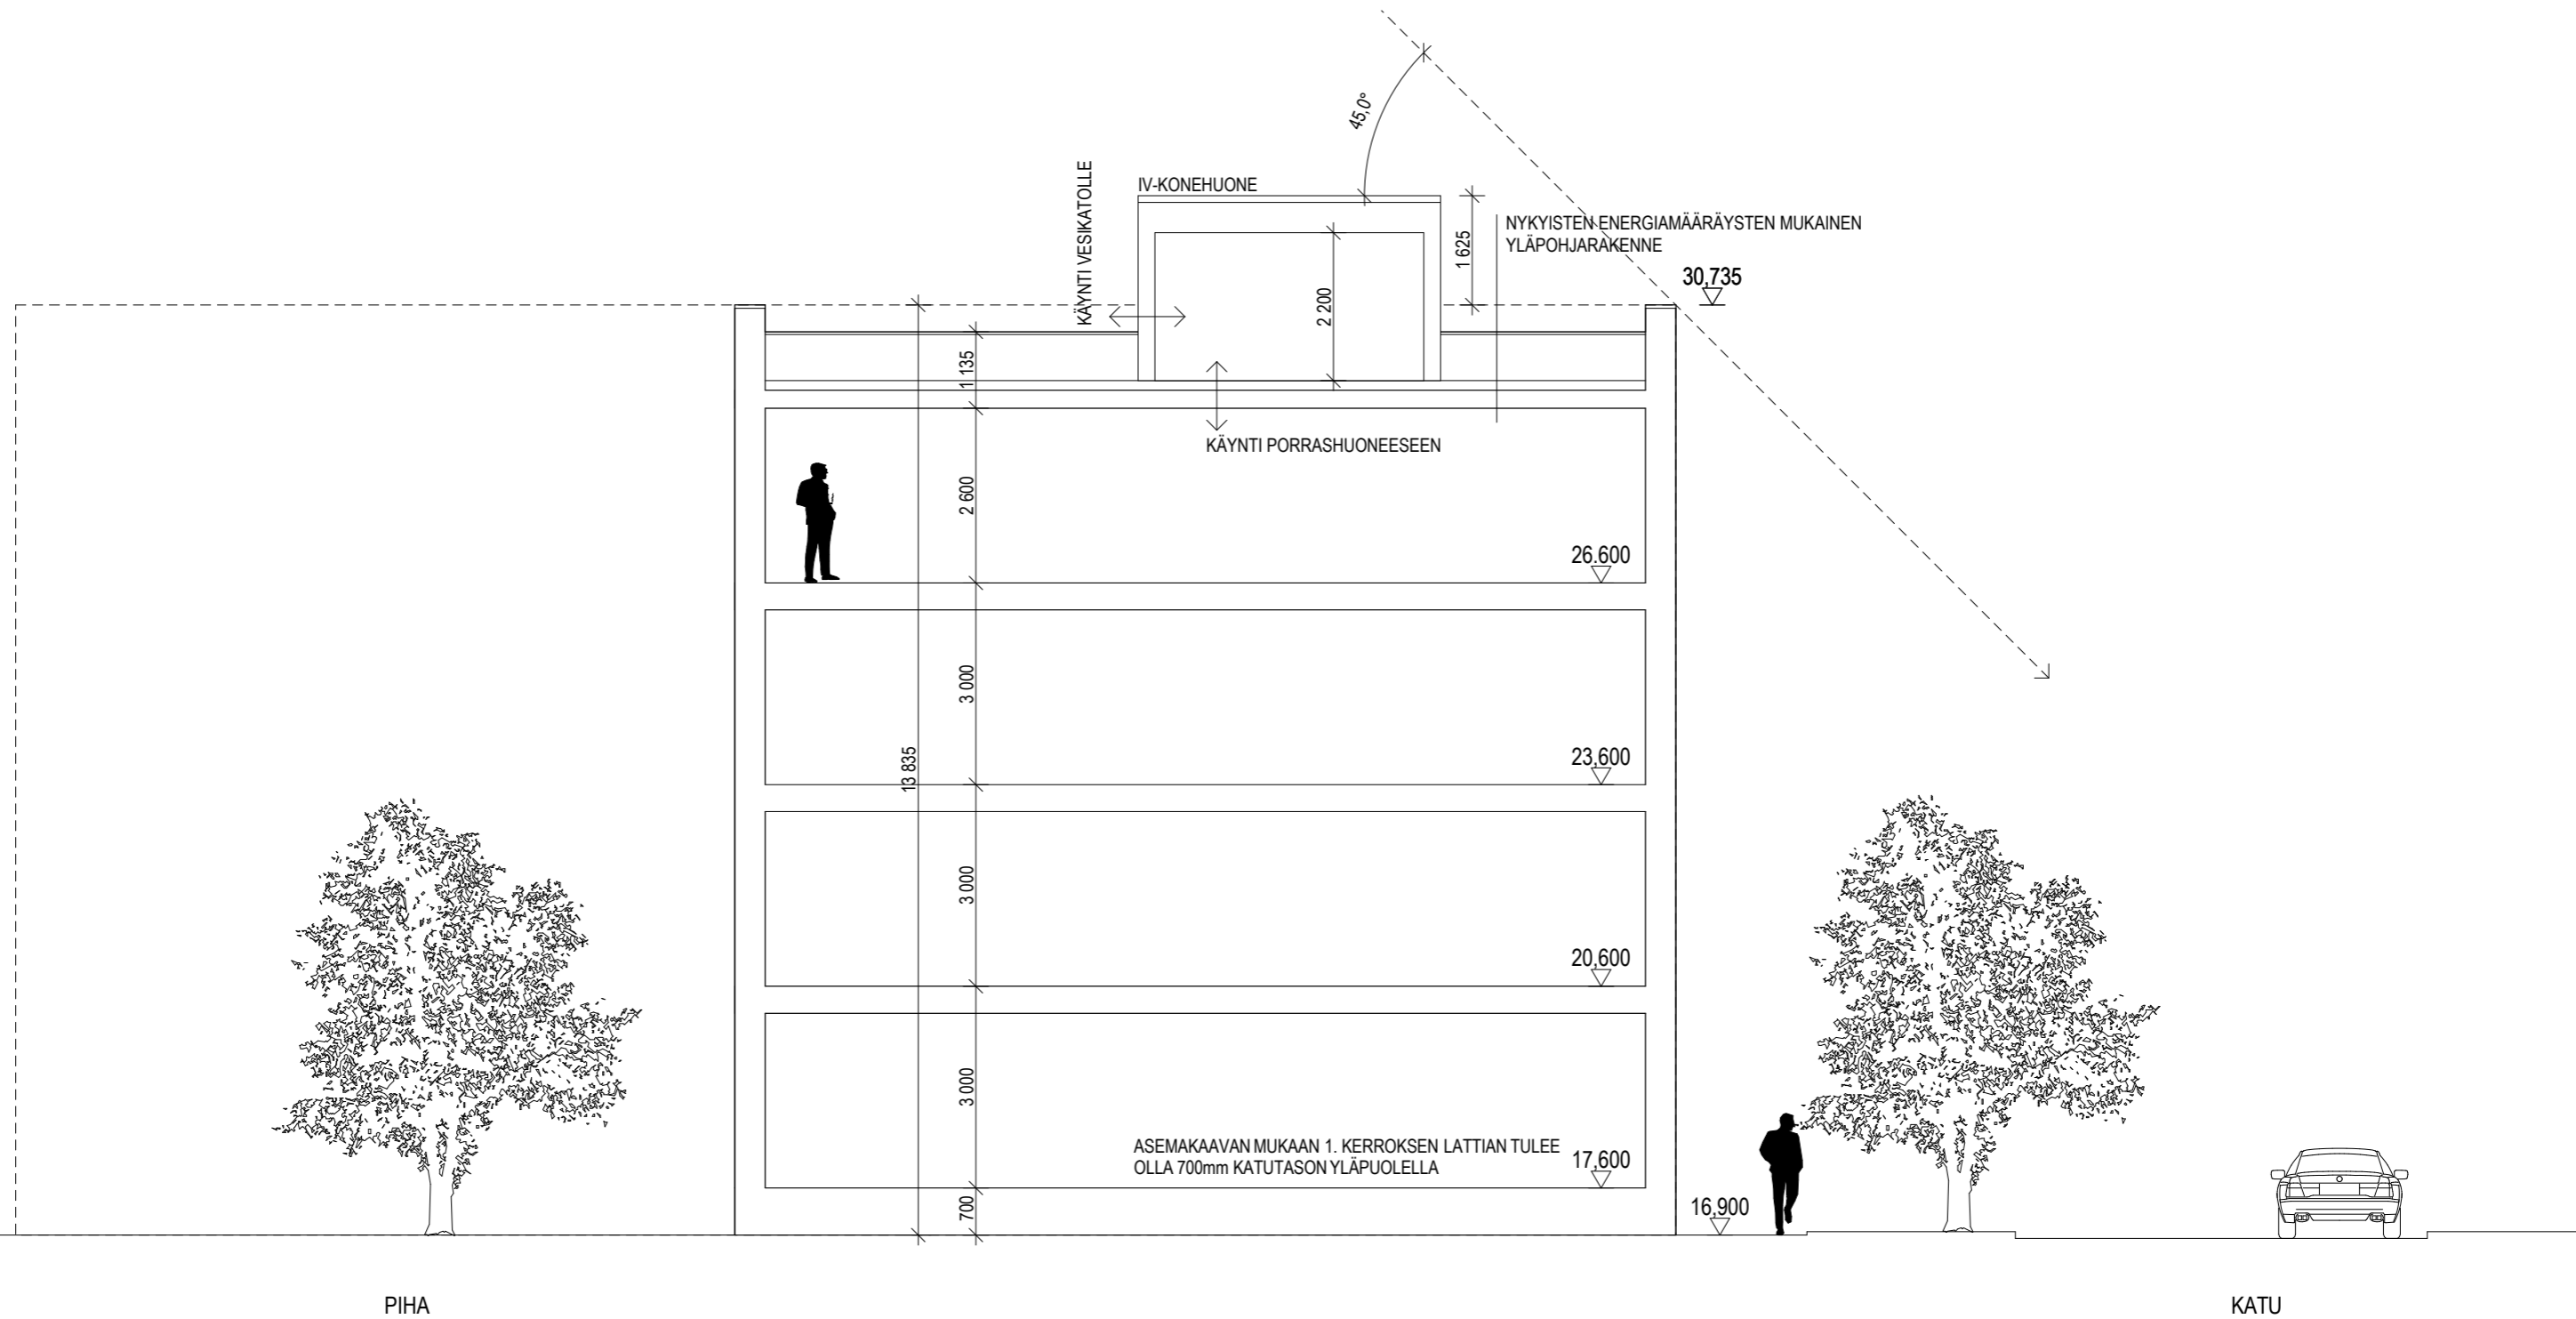 45,0°
KÄYNTI VESIKATOLLE
IV-KONEHUONE
1 625
NYKYISTEN ENERGIAMÄÄRÄYSTEN MUKAINEN
YLÄPOHJARAKENNE
30,735
2 200
1 135
KÄYNTI PORRASHUONEESEEN
2 600
26.600
3 000
13 835
23,600
3 000
20,600
3 000
ASEMAKAAVAN MUKAAN 1. KERROKSEN LATTIAN TULEE
OLLA 700mm KATUTASON YLÄPUOLELLA
17,600
700
16,900
PIHA
KATU